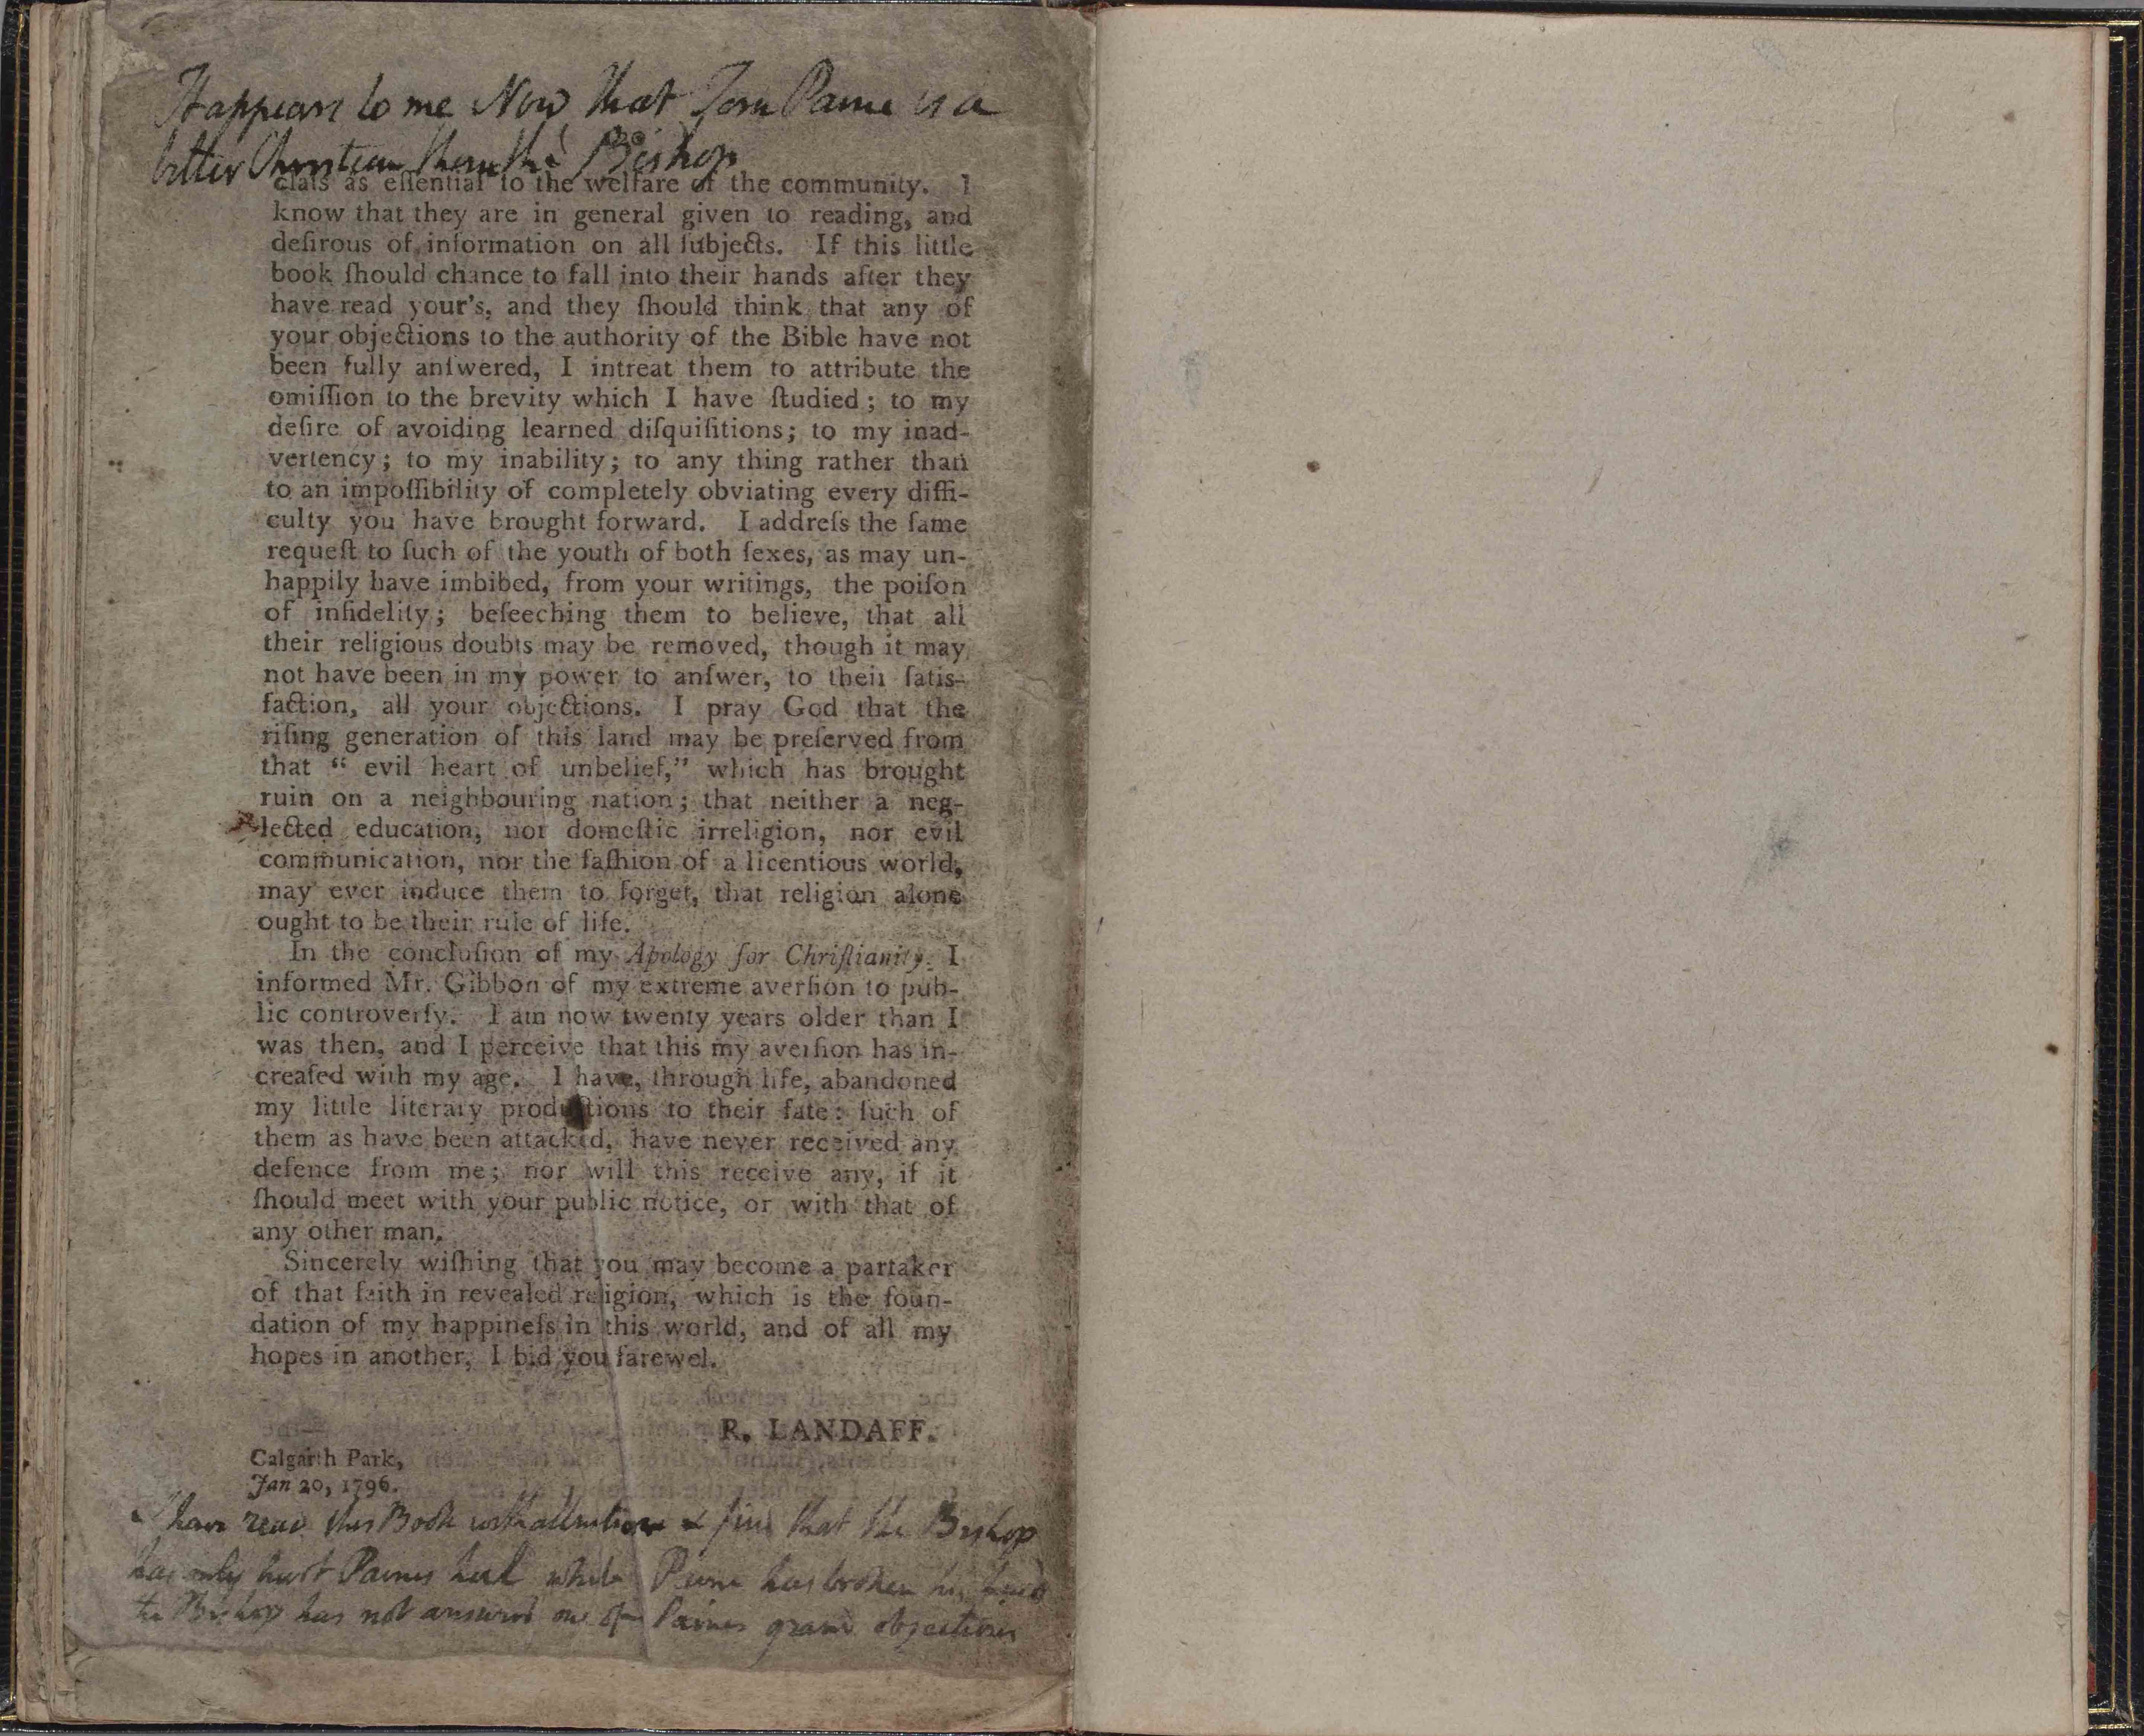 It appears to me Now that Tom Paine is a
better Christian than the Bishop
claſs as eſſential to the welfare of the community. I
know that they are in general given to reading, and
deſirous of information on all ſubjects. If this little
book ſhould chance to fall into their hands after they
have read your's, and they ſhould think that any of
your objections to the authority of the Bible have not
been fully anſwered, I intreat them to attribute the
omiſſion to the brevity which I have ſtudied; to my
deſire of avoiding learned diſquiſitions; to my inad-
vertency; to my inability; to any thing rather than
to an impoſſibility of completely obviating every diffi-
culty you have brought forward. I addreſs the ſame
requeſt to ſuch of the youth of both ſexes, as may un-
happily have imbibed, from your writings, the poiſon
of infidelity; beſeeching them to believe, that all
their religious doubts may be removed, though it may
not have been in my power to anſwer, to their ſatis-
faction, all your objections. I pray God that the
riſing generation of this land may be preſerved from
that “ evil heart of unbelief,” which has brought
ruin on a neighbouring nation; that neither a neg-
lected education, nor domeſtic irreligion, nor evil
communication, nor the faſhion of a licentious world,
may ever induce them to forget, that religion alone
ought to be their rule of life.
In the concluſion of my Apology for Chriſtianity, I
informed Mr. Gibbon of my extreme averſion to pub-
lic controverſy. I am now twenty years older than I
was then, and I perceive that this my averſion has in-
creaſed with my age. I have, through life, abandoned
my little literary productions to their fate: ſuch of
them as have been attacked, have never received any
defence from me; nor will this receive any, if it
ſhould meet with your public notice, or with that of
any other man.
Sincerely wiſhing that you may become a partaker
of that faith in revealed religion, which is the foun-
dation of my happineſs in this world, and of all my
hopes in another, I bid you farewel.
R. LANDAFF.
Calgarth Park,
Jan 20, 1796.
I have read this Book with attention & find that the Bishop
has only hurt Paines heel while Paine has broken his head
the Bishop has not answerd one of Paines grand objections